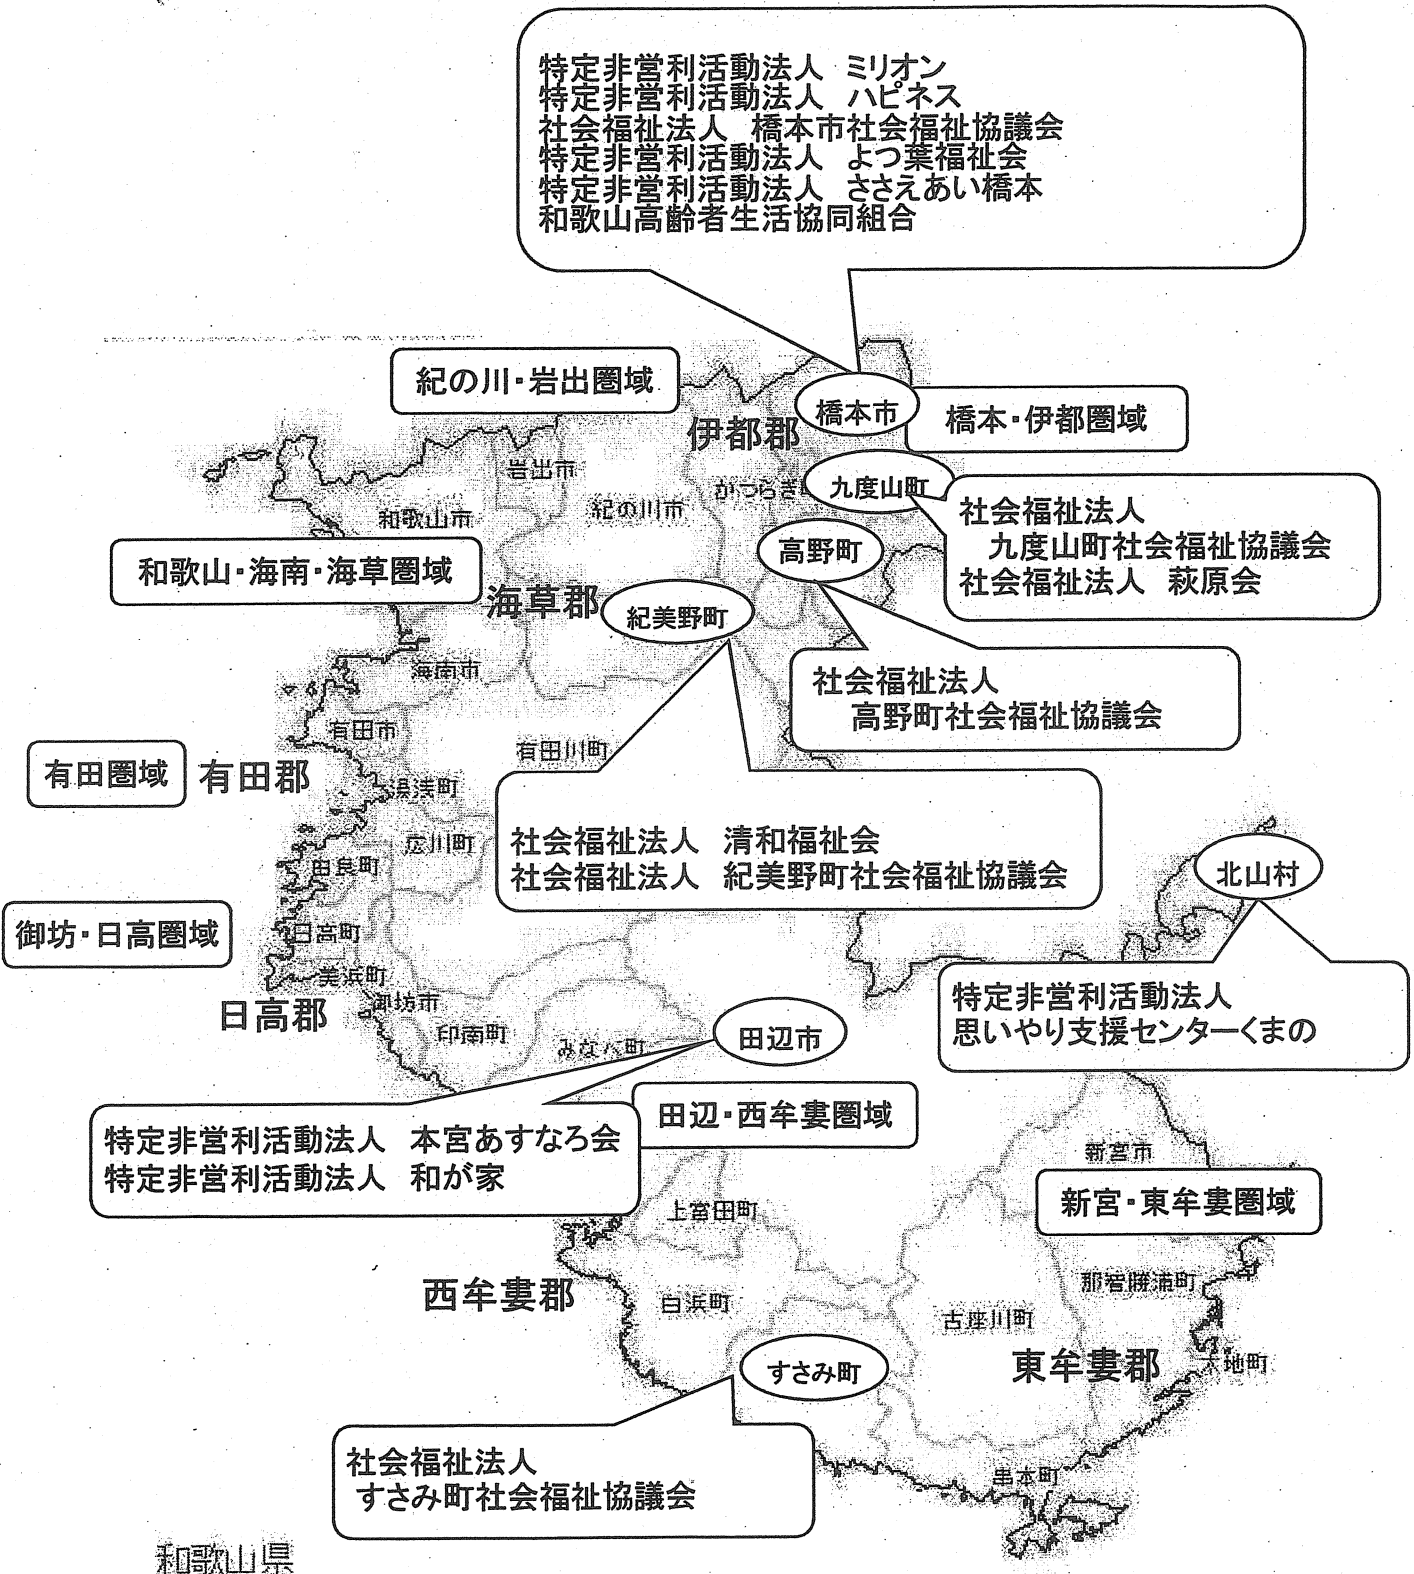 特定非営利活動法人　ミリオン
特定非営利活動法人　ハピネス
社会福祉法人　橋本市社会福祉協議会
特定非営利活動法人　よつ葉福祉会
特定非営利活動法人　ささえあい橋本
和歌山高齢者生活協同組合
紀の川・岩出圏域
橋本市
橋本・伊都圏域
伊都郡
岩出市
かつらぎ
九度山町
和歌山市
紀の川市
社会福祉法人
九度山町社会福祉協議会
社会福祉法人　萩原会
高野町
和歌山・海南・海草圏域
海草郡
紀美野町
海南市
社会福祉法人
高野町社会福祉協議会
有田市
有田川町
有田圏域
有田郡
湯浅町
広川町
社会福祉法人　清和福祉会
社会福祉法人　紀美野町社会福祉協議会
由良町
北山村
御坊・日高圏域
日高町
美浜町
日高郡
御坊市
印南町
みなべ町
田辺市
特定非営利活動法人
思いやり支援センターくまの
田辺・西牟婁圏域
特定非営利活動法人　本宮あすなろ会
特定非営利活動法人　和が家
新宮市
新宮・東牟婁圏域
上富田町
西牟婁郡
白浜町
那智勝浦町
古座川町
東牟婁郡
太地町
すさみ町
社会福祉法人
すさみ町社会福祉協議会
串本町
和歌山県